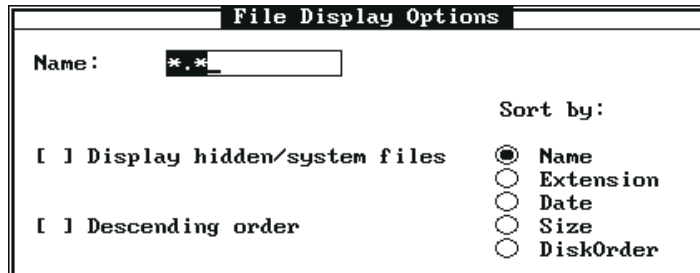 File Display Options
Name: *.*_
Sort by:
[ ] Display hidden/system files
Name
Extension
Date
[ ] Descending order
Size
DiskOrder